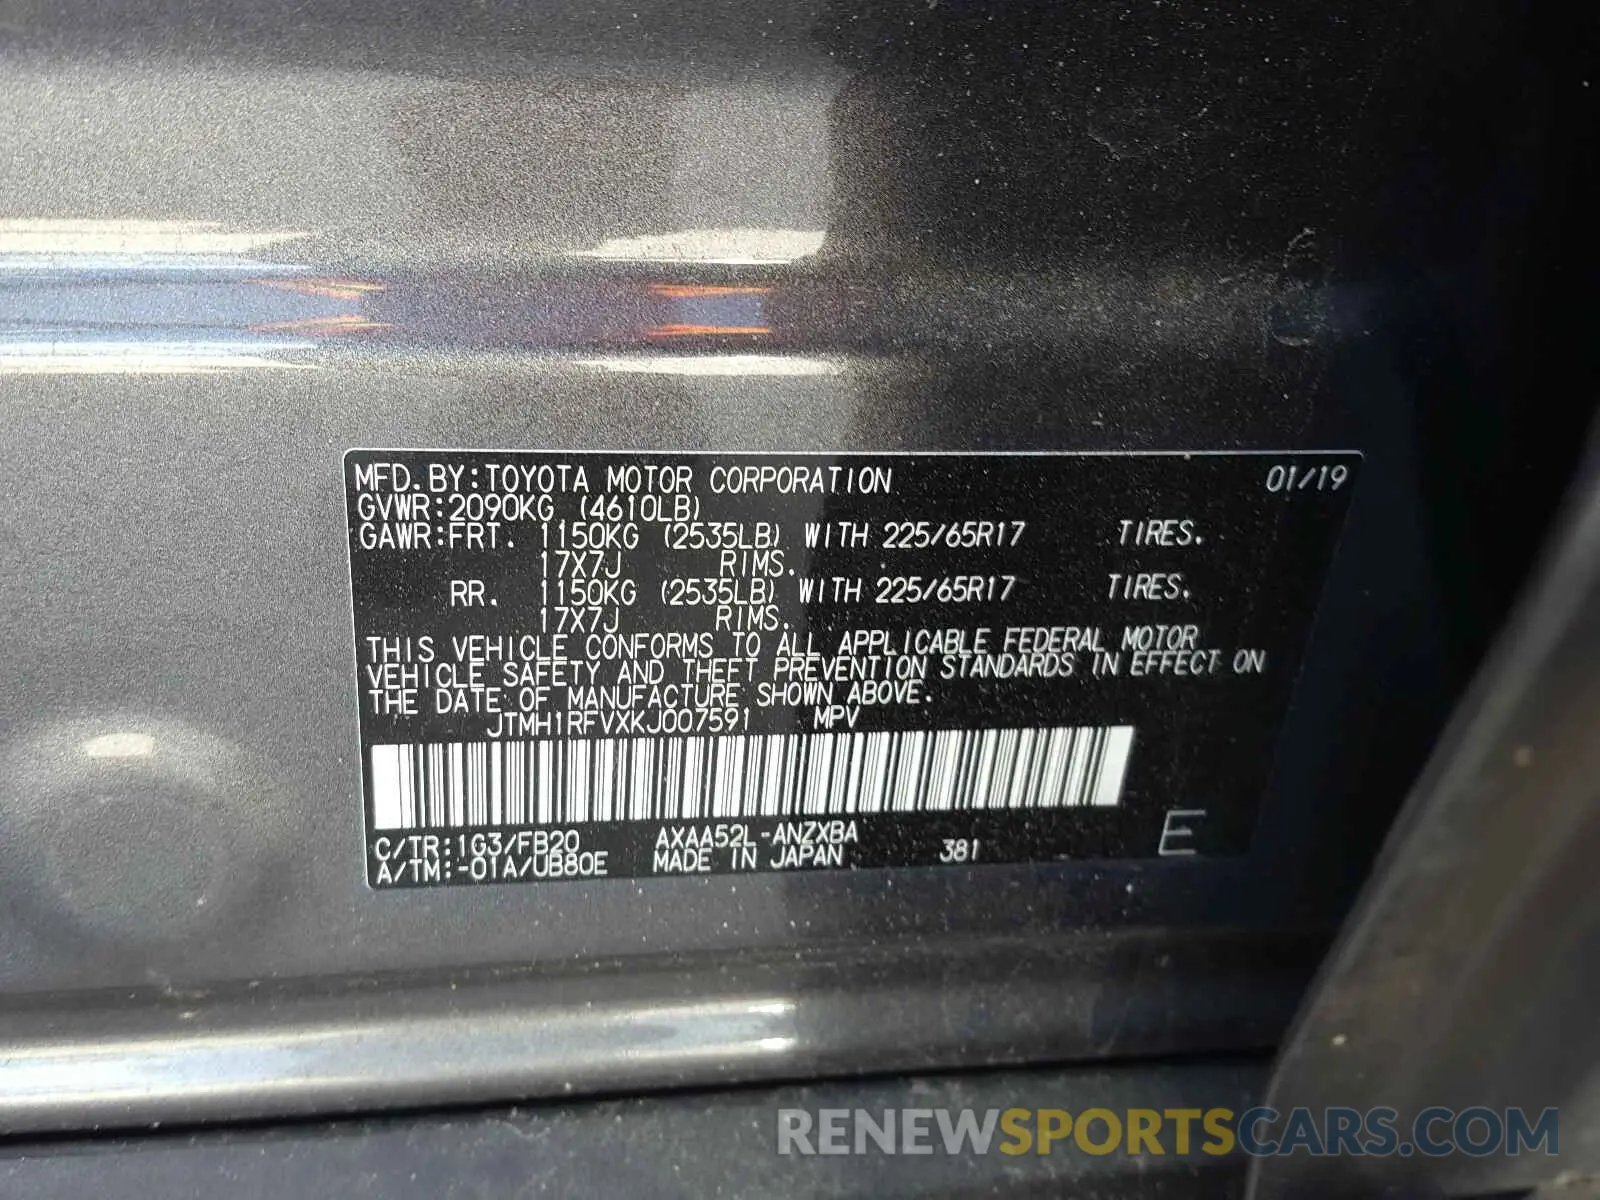 MFD.BY:TOYOTA MOTOR CORPORATION 01/19
GVWR:2090KG (4610LB)
GAWR:FRT. 1150KG (2535LB) WITH 225/65R17 TIRES.
17X7J RIMS.
RR. 1150KG (2535LB) WITH 225/65R17 TIRES.
17X7J RIMS.
THIS VEHICLE CONFORMS TO ALL APPLICABLE FEDERAL MOTOR
VEHICLE SAFETY AND THEFT PREVENTION STANDARDS IN EFFECT ON
THE DATE OF MANUFACTURE SHOWN ABOVE.
JTMH1RFVXKJ007591 MPV
C/TR:1G3/FB20 AXAA52L-ANZXBA
A/TM:-01A/UB80E MADE IN JAPAN 381 E
RENEWSPORTSCARS.COM